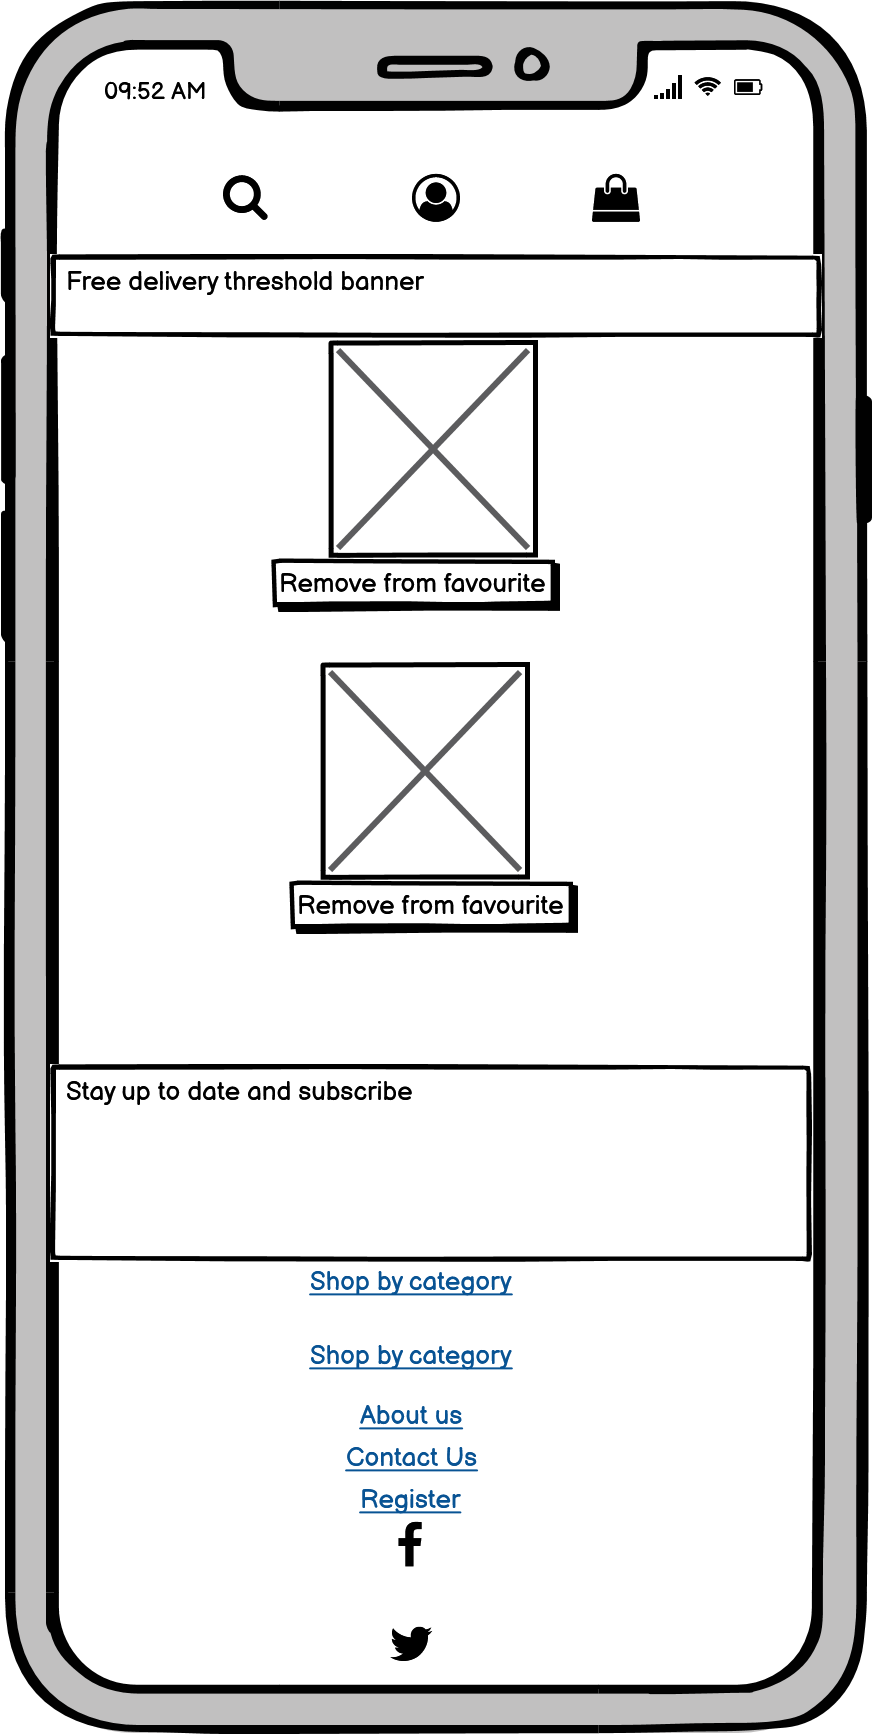 09:52 AM
Free delivery threshold banner
Remove from favourite
Remove from favourite
Stay up to date and subscribe
Shop by category
Shop by category
About us
Contact Us
Register